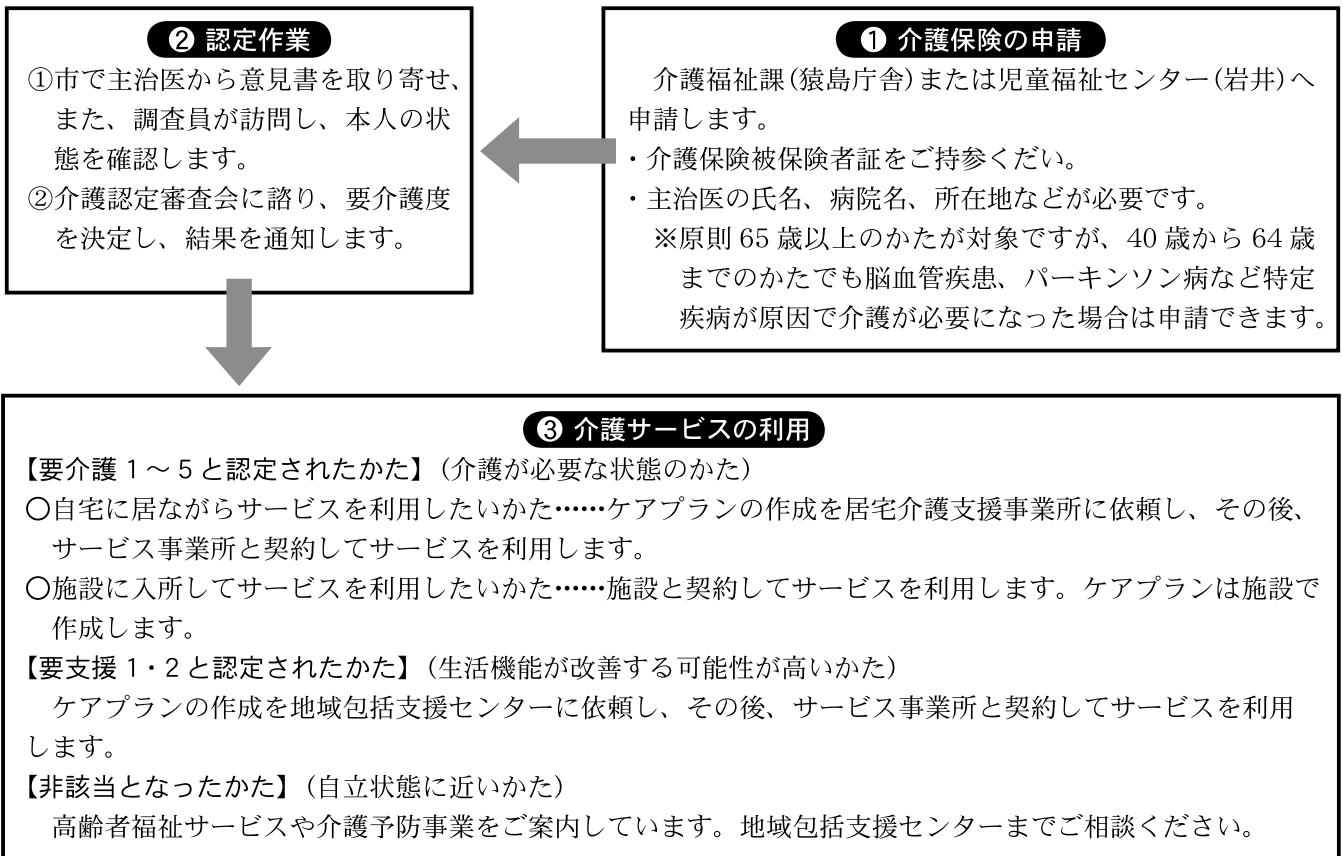 ❶ 介護保険の申請
介護福祉課(猿島庁舎)または児童福祉センター(岩井)へ
申請します。
・介護保険被保険者証をご持参くだい。
・主治医の氏名、病院名、所在地などが必要です。
※原則 65 歳以上のかたが対象ですが、40 歳から 64 歳
までのかたでも脳血管疾患、パーキンソン病など特定
疾病が原因で介護が必要になった場合は申請できます。
❷ 認定作業
①市で主治医から意見書を取り寄せ、
また、調査員が訪問し、本人の状
態を確認します。
②介護認定審査会に諮り、要介護度
を決定し、結果を通知します。
❸ 介護サービスの利用
【要介護 1 ~ 5 と認定されたかた】(介護が必要な状態のかた)
○自宅に居ながらサービスを利用したいかた……ケアプランの作成を居宅介護支援事業所に依頼し、その後、
サービス事業所と契約してサービスを利用します。
○施設に入所してサービスを利用したいかた……施設と契約してサービスを利用します。ケアプランは施設で
作成します。
【要支援 1・2 と認定されたかた】(生活機能が改善する可能性が高いかた)
ケアプランの作成を地域包括支援センターに依頼し、その後、サービス事業所と契約してサービスを利用
します。
【非該当となったかた】(自立状態に近いかた)
高齢者福祉サービスや介護予防事業をご案内しています。地域包括支援センターまでご相談ください。